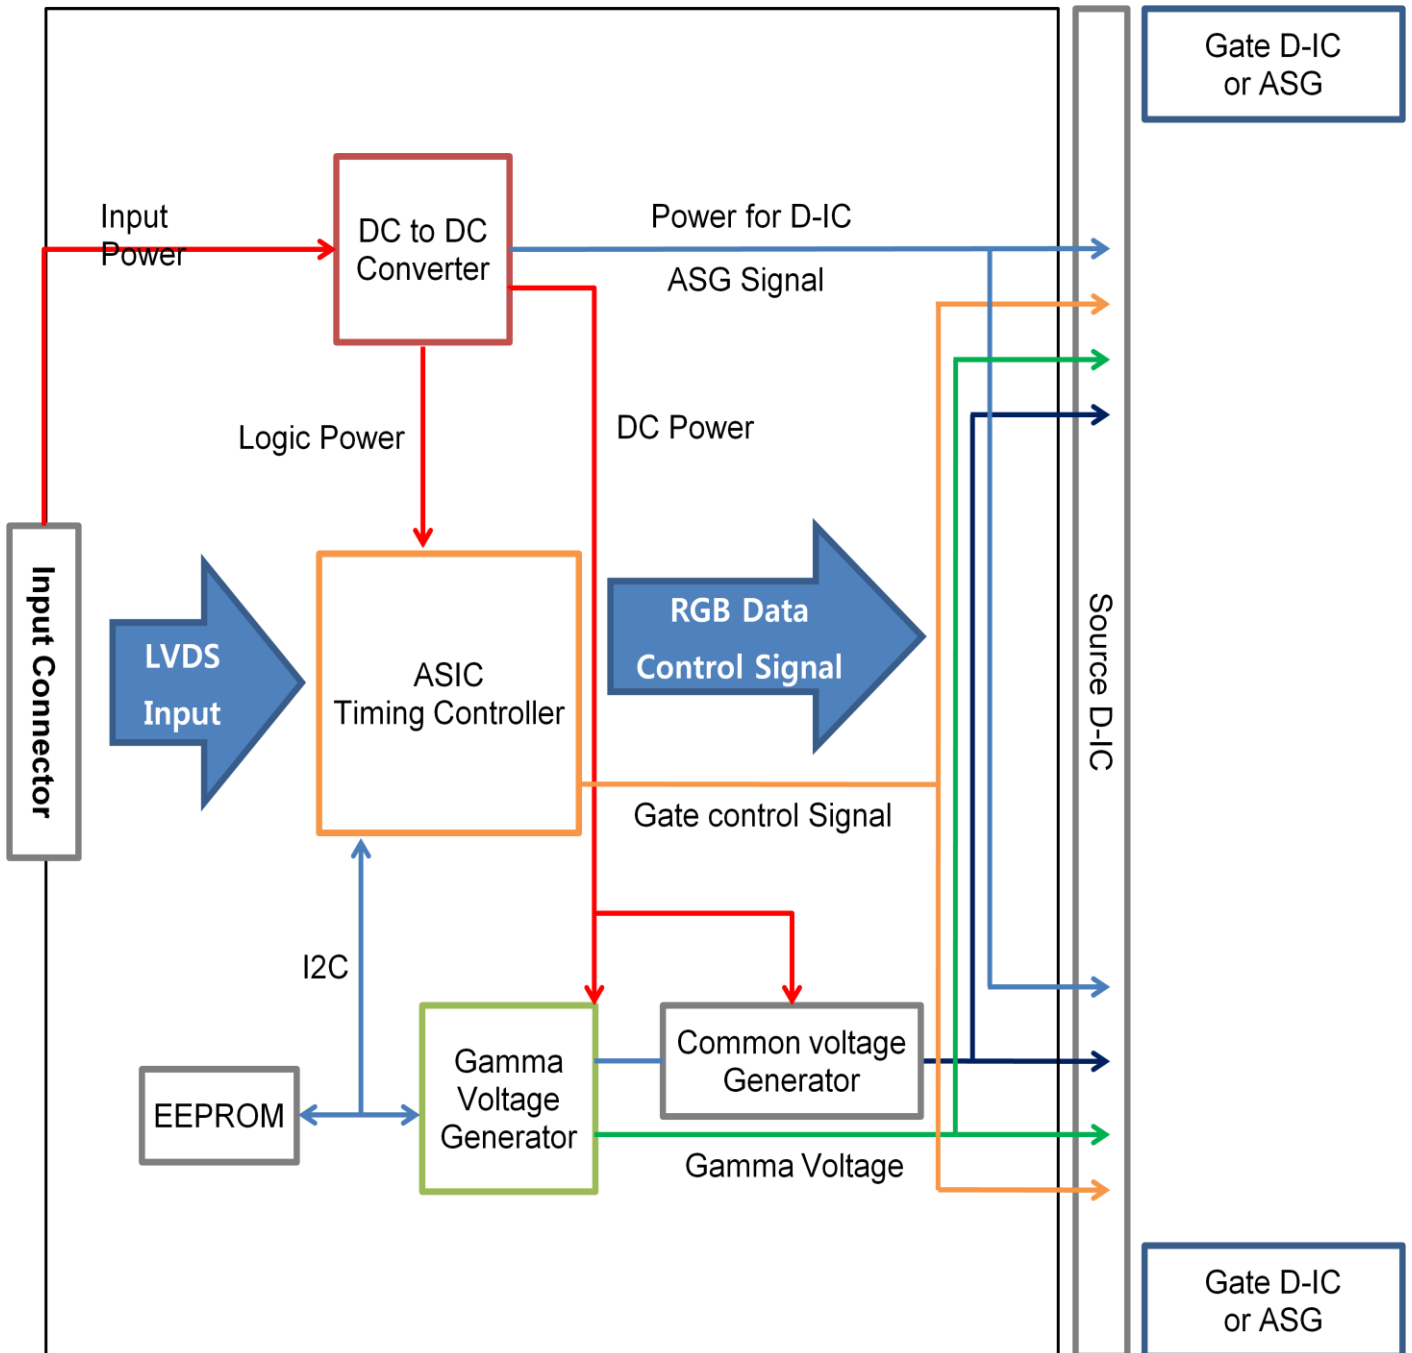 Gate D-IC
or ASG
Input
Power
DC to DC
Converter
Power for D-IC
ASG Signal
Logic Power
DC Power
Input Connector
LVDS
Input
ASIC
Timing Controller
RGB Data
Control Signal
Source D-IC
Gate control Signal
I2C
EEPROM
Gamma
Voltage
Generator
Common voltage
Generator
Gamma Voltage
Gate D-IC
or ASG